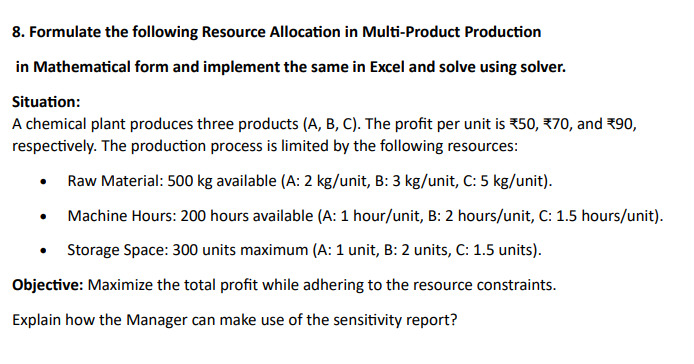 8. Formulate the following Resource Allocation in Multi-Product Production
in Mathematical form and implement the same in Excel and solve using solver.
Situation:
A chemical plant produces three products (A, B, C). The profit per unit is ₹50, ₹70, and ₹90,
respectively. The production process is limited by the following resources:
• Raw Material: 500 kg available (A: 2 kg/unit, B: 3 kg/unit, C: 5 kg/unit).
• Machine Hours: 200 hours available (A: 1 hour/unit, B: 2 hours/unit, C: 1.5 hours/unit).
• Storage Space: 300 units maximum (A: 1 unit, B: 2 units, C: 1.5 units).
Objective: Maximize the total profit while adhering to the resource constraints.
Explain how the Manager can make use of the sensitivity report?